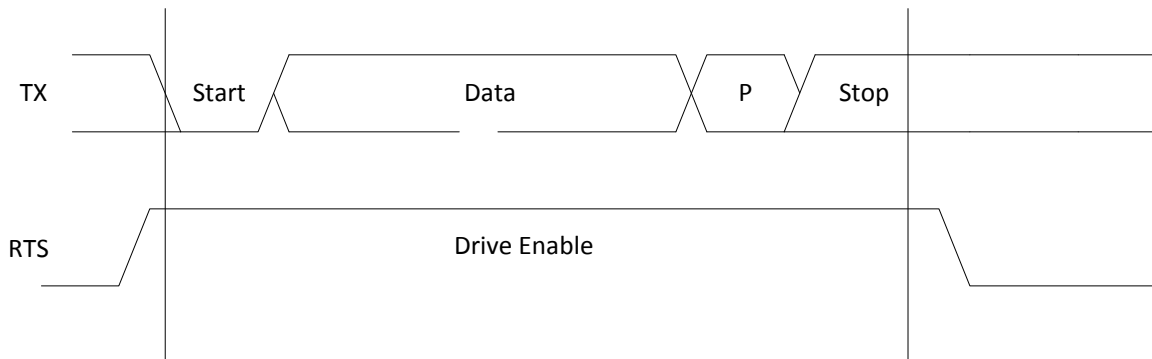 TX
Start
Data
P
Stop
RTS
Drive Enable